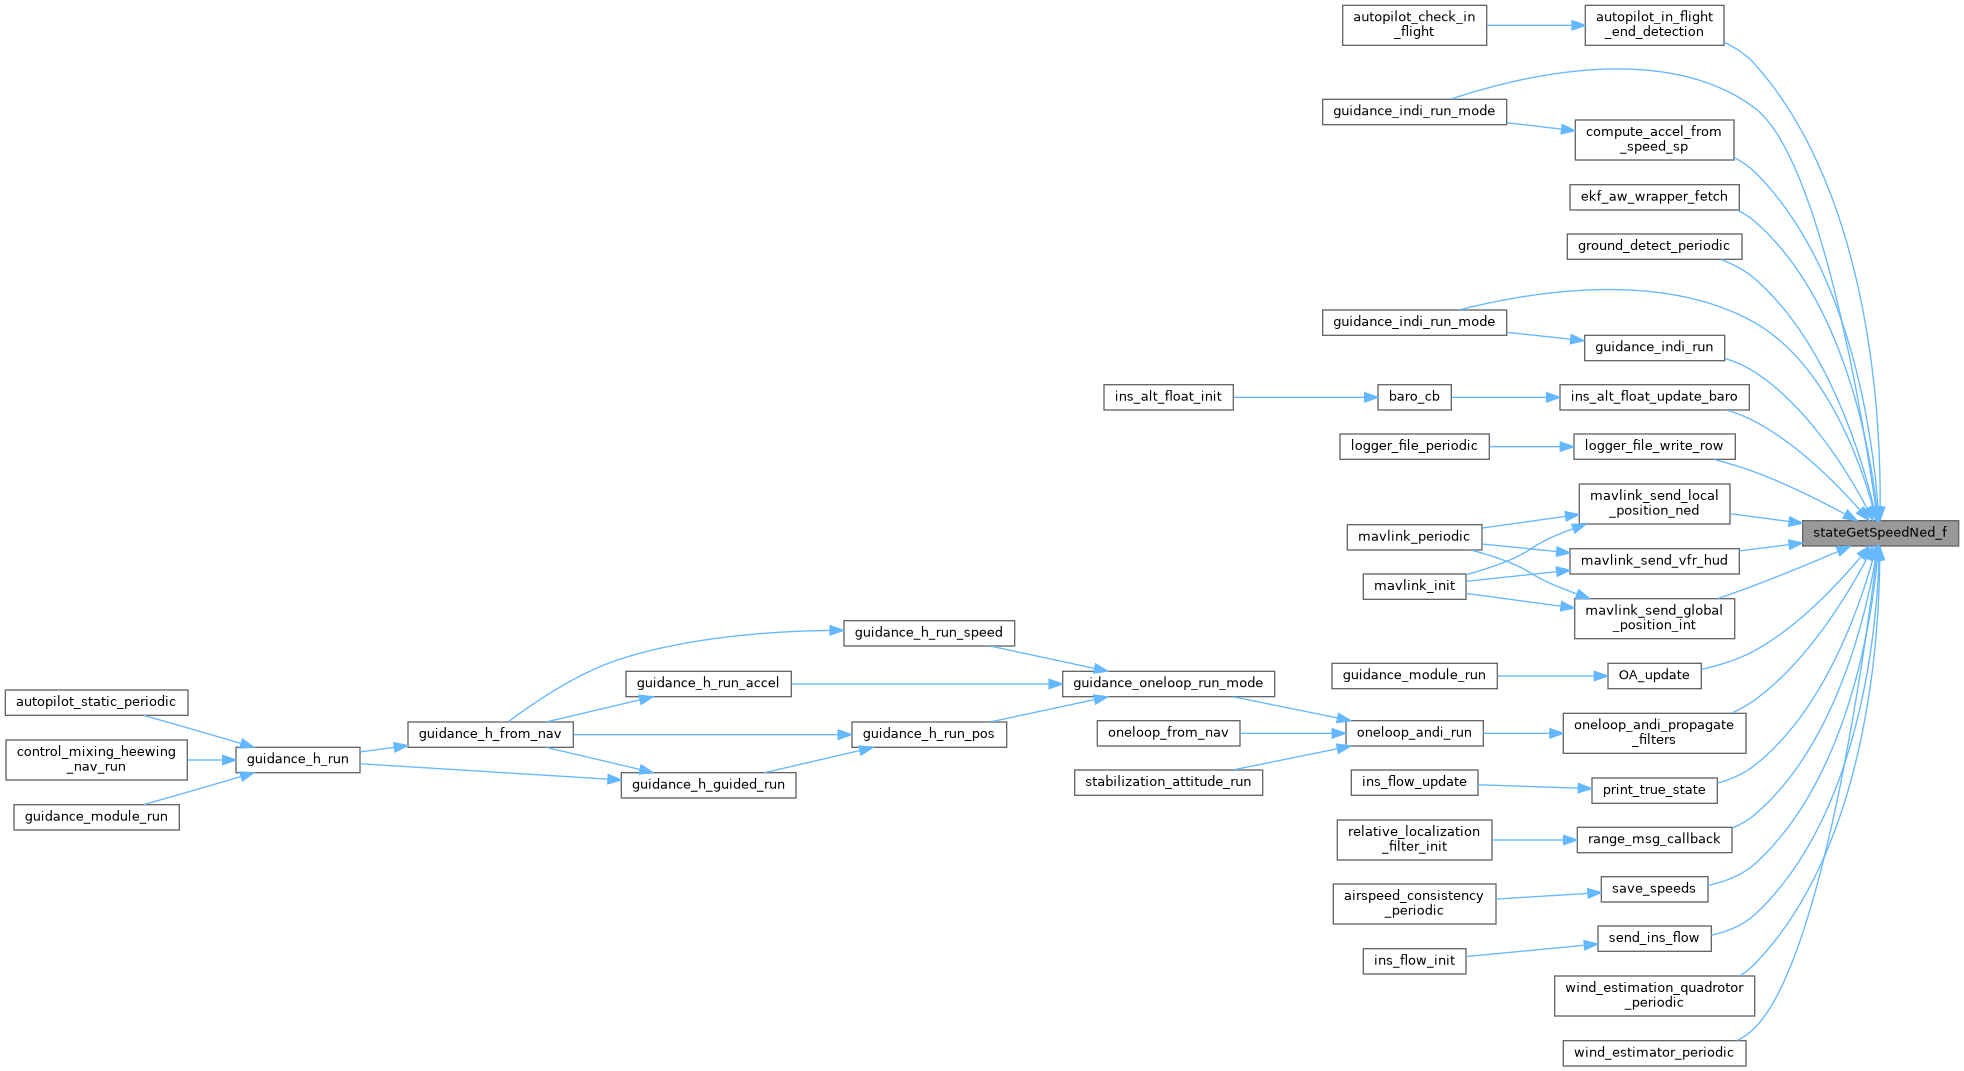 autopilot_check_in
_flight
autopilot_in_flight
_end_detection
guidance_indi_run_mode
compute_accel_from
_speed_sp
ekf_aw_wrapper_fetch
ground_detect_periodic
guidance_indi_run_mode
guidance_indi_run
ins_alt_float_init
baro_cb
ins_alt_float_update_baro
logger_file_periodic
logger_file_write_row
mavlink_send_local
_position_ned
mavlink_periodic
stateGetSpeedNed_f
mavlink_send_vfr_hud
mavlink_init
mavlink_send_global
_position_int
guidance_h_run_speed
guidance_module_run
OA_update
guidance_h_run_accel
guidance_oneloop_run_mode
autopilot_static_periodic
guidance_h_from_nav
guidance_h_run_pos
oneloop_from_nav
oneloop_andi_run
oneloop_andi_propagate
_filters
control_mixing_heewing
_nav_run
guidance_h_run
guidance_h_guided_run
stabilization_attitude_run
ins_flow_update
print_true_state
guidance_module_run
relative_localization
_filter_init
range_msg_callback
airspeed_consistency
_periodic
save_speeds
send_ins_flow
ins_flow_init
wind_estimation_quadrotor
_periodic
wind_estimator_periodic